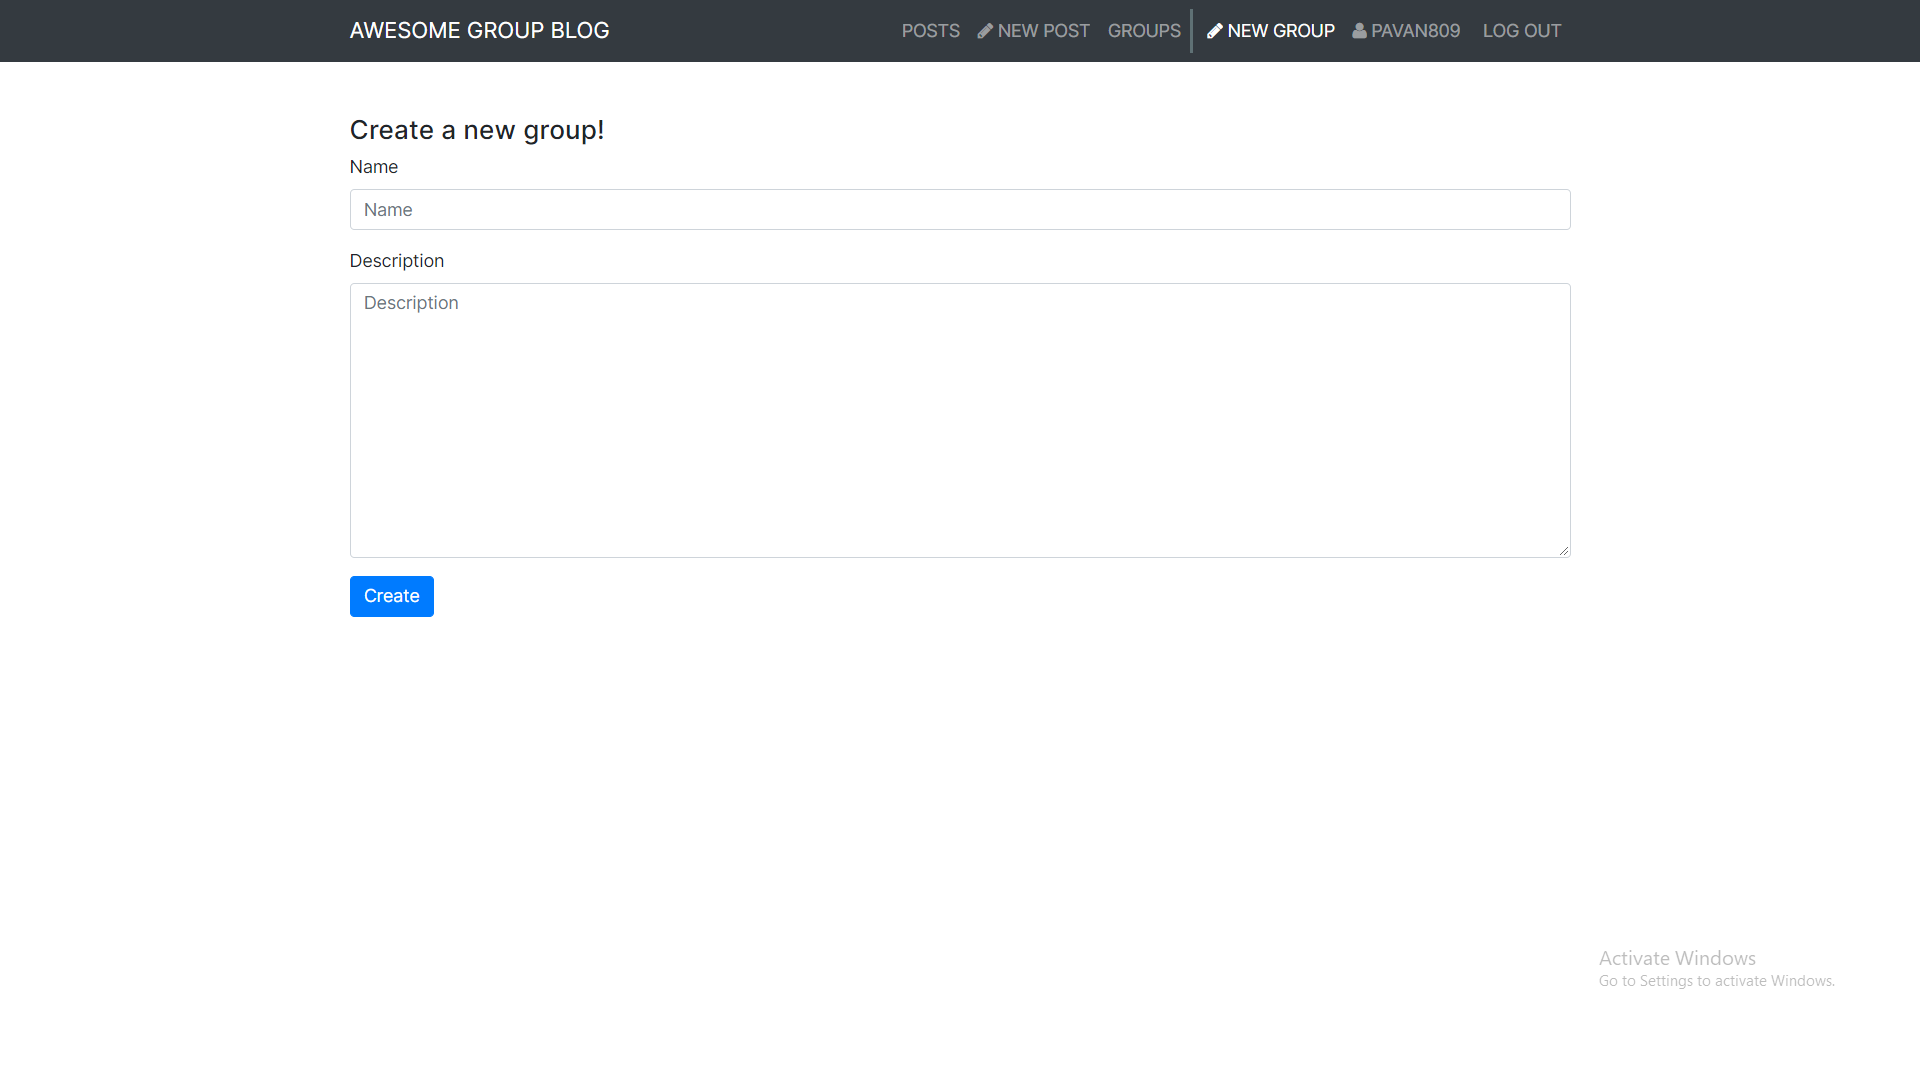 AWESOME GROUP BLOG
POSTS NEW POST GROUPS NEW GROUP PAVAN809 LOG OUT
Create a new group!
Name
Name
Description
Description
Create
Activate Windows
Go to Settings to activate Windows.